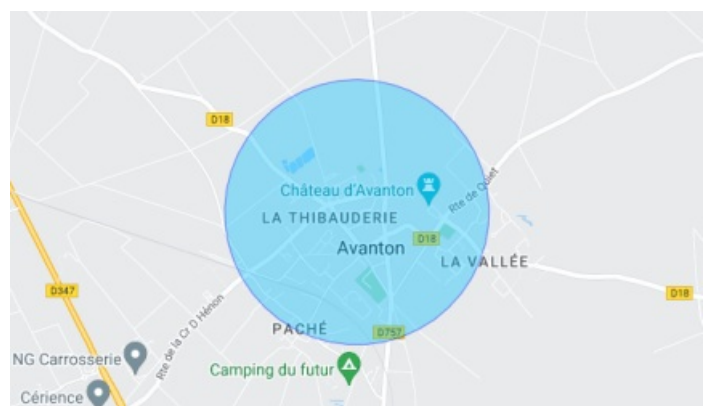 D18
Château d'Avanton
Rte de Quiet
LA THIBAUDERIE
D18
Avanton
LA VALLÉE
D347
D18
Rte de la Cr D Hénon
PACHÉ
D757
NG Carrosserie
Camping du futur
Cérience